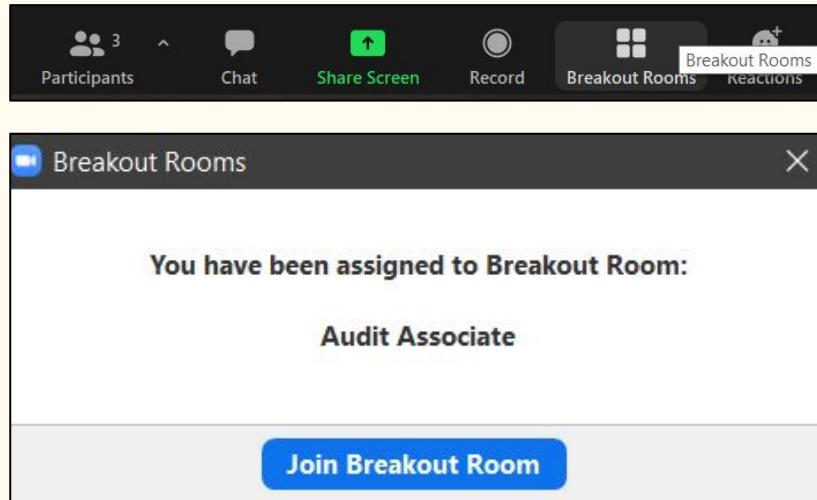 3
Participants Chat Share Screen Record Breakout Rooms Reactions
Breakout Rooms
Breakout Rooms
You have been assigned to Breakout Room:
Audit Associate
Join Breakout Room